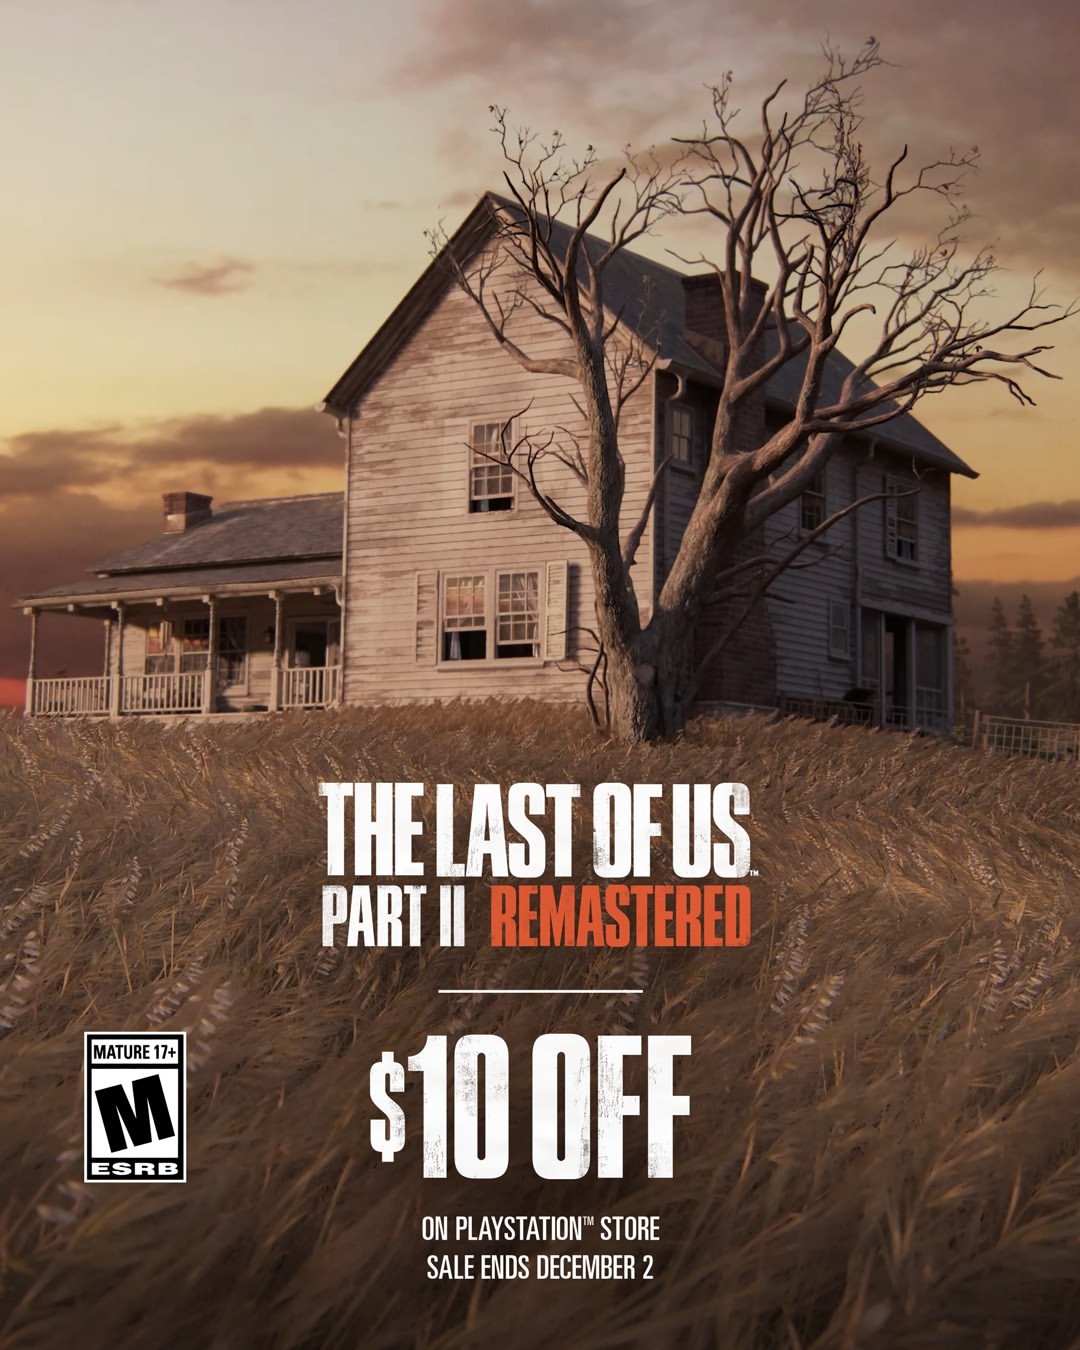 THE LAST OF US™
PART II REMASTERED
$10 OFF
MATURE 17+
M
ESRB
ON PLAYSTATION™ STORE
SALE ENDS DECEMBER 2